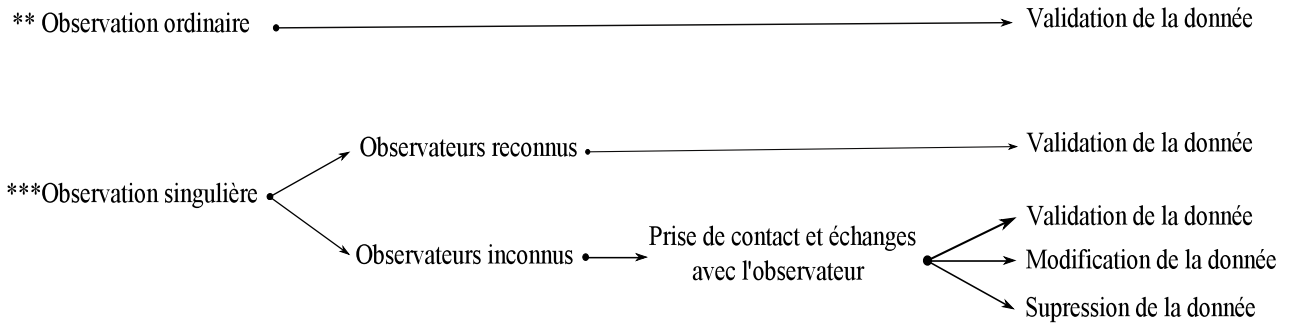 ** Observation ordinaire
Validation de la donnée
Observateurs reconnus
Validation de la donnée
***Observation singulière
Validation de la donnée
Observateurs inconnus
Prise de contact et échanges
avec l'observateur
Modification de la donnée
Supression de la donnée